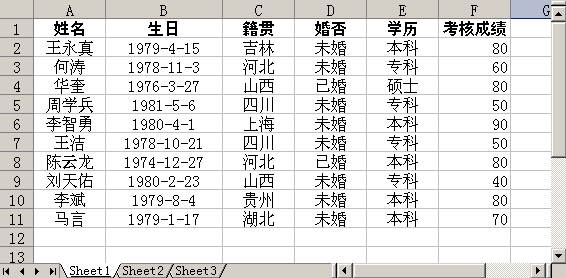 A B C D E F G
1 姓名 生日 籍贯 婚否 学历 考核成绩
2 王永真 1979-4-15 吉林 未婚 本科 80
3 何涛 1978-11-3 河北 未婚 专科 60
4 华奎 1976-3-27 山西 已婚 硕士 80
5 周学兵 1981-5-6 四川 未婚 专科 50
6 李智勇 1980-4-1 上海 未婚 本科 90
7 王洁 1978-10-21 四川 未婚 专科 50
8 陈云龙 1974-12-27 河北 已婚 本科 80
9 刘天佑 1980-2-23 山西 未婚 专科 40
10 李斌 1979-8-4 贵州 未婚 本科 80
11 马言 1979-1-17 湖北 未婚 本科 70
12
13
Sheet1 Sheet2 Sheet3